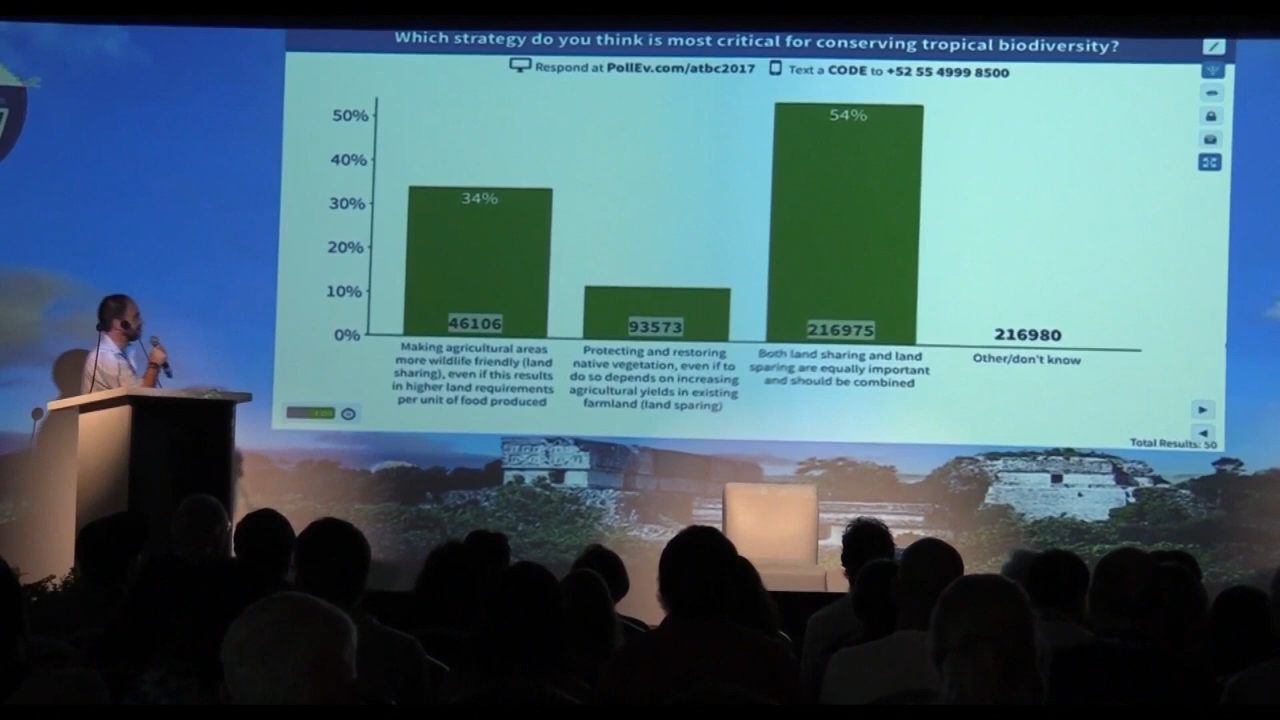 Which strategy do you think is most critical for conserving tropical biodiversity?
Respond at PollEv.com/atbc2017 Text a CODE to +52 55 4999 8500
50%
40%
30%
20%
10%
0%
34%
54%
46106
93573
216975
216980
Making agricultural areas
more wildlife friendly (land
sharing), even if this results
in higher land requirements
per unit of food produced
Protecting and restoring
native vegetation, even if to
do so depends on increasing
agricultural yields in existing
farmland (land sparing)
Both land sharing and land
sparing are equally important
and should be combined
Other/don't know
Total Results: 50